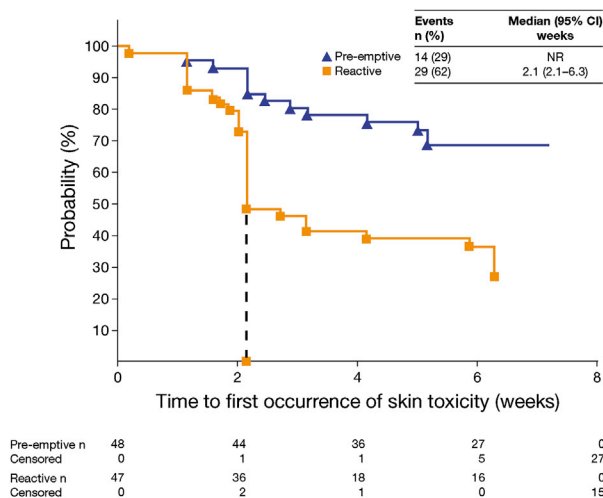 Events Median (95% CI)
n (%) weeks
Pre-emptive 14 (29) NR
Reactive 29 (62) 2.1 (2.1–6.3)
100
90
80
70
60
50
40
30
20
10
Probability (%)
0 2 4 6 8
Time to first occurrence of skin toxicity (weeks)
Pre-emptive n 48 44 36 27 0
Censored 0 1 1 5 27
Reactive n 47 36 18 16 0
Censored 0 2 1 0 15